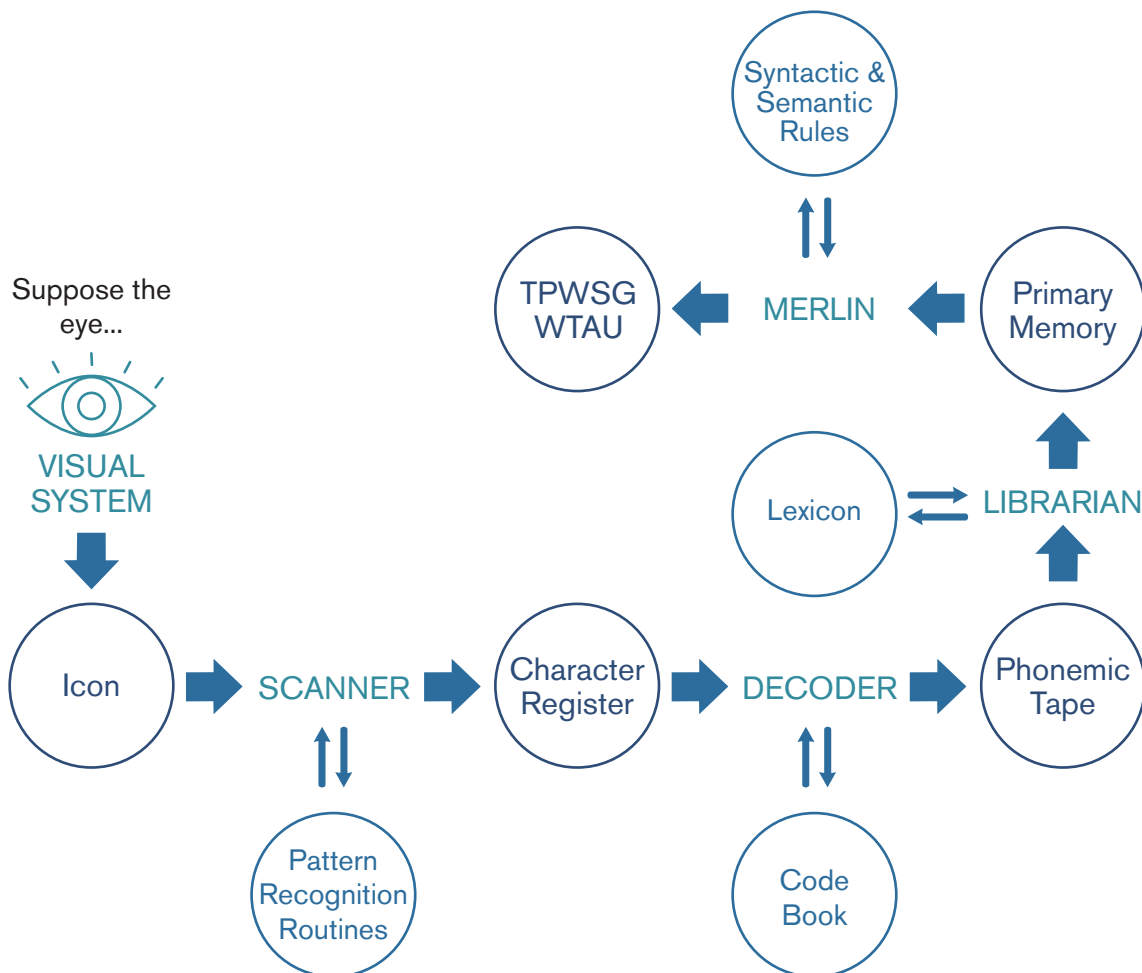 Suppose the
eye...
VISUAL
SYSTEM
Icon
SCANNER
Pattern
Recognition
Routines
Character
Register
DECODER
Code
Book
Phonemic
Tape
LIBRARIAN
Lexicon
Primary
Memory
MERLIN
Syntactic &
Semantic
Rules
TPWSG
WTAU